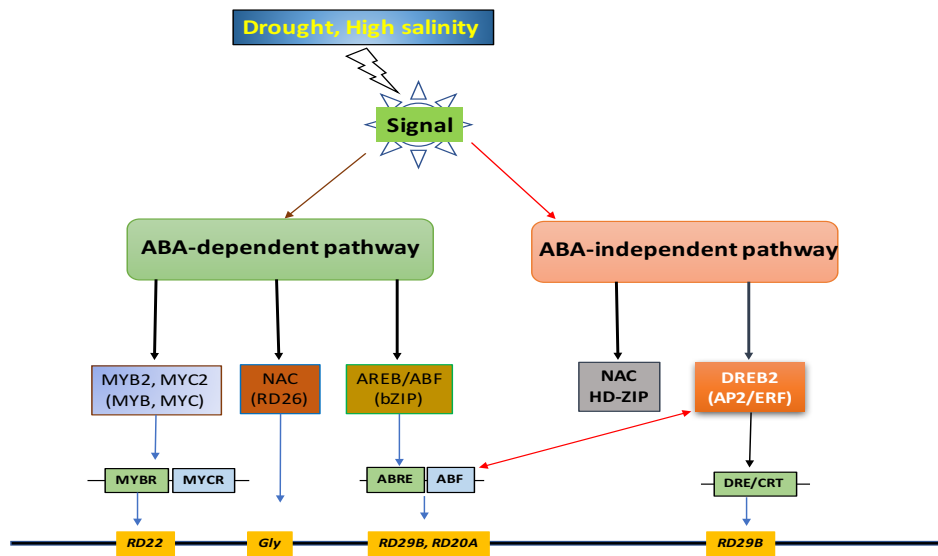 Drought, High salinity
Signal
ABA-dependent pathway
ABA-independent pathway
MYB2, MYC2
(MYB, MYC)
NAC
(RD26)
AREB/ABF
(bZIP)
NAC
HD-ZIP
DREB2
(AP2/ERF)
MYBR
MYCR
ABRE
ABF
DRE/CRT
RD22
Gly
RD29B, RD20A
RD29B